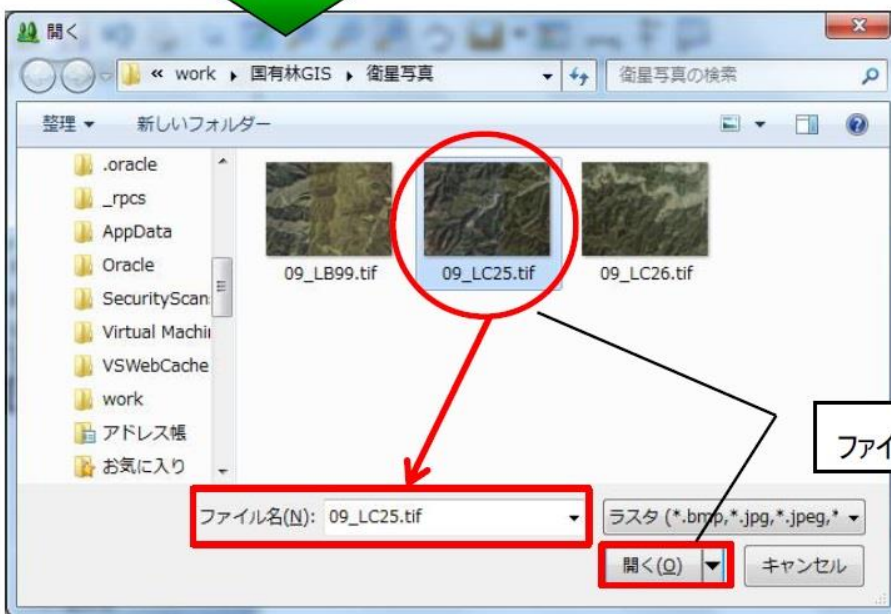 開く
« work ▸ 国有林GIS ▸ 衛星写真
衛星写真の検索
整理 ▼ 新しいフォルダー
.oracle
_rpcs
AppData
Oracle
SecurityScan
Virtual Machi
VSWebCache
work
アドレス帳
お気に入り
09_LB99.tif
09_LC25.tif
09_LC26.tif
ファイ
ファイル名(N): 09_LC25.tif
ラスタ (*.bmp,*.jpg,*.jpeg,*
開く(O)
キャンセル